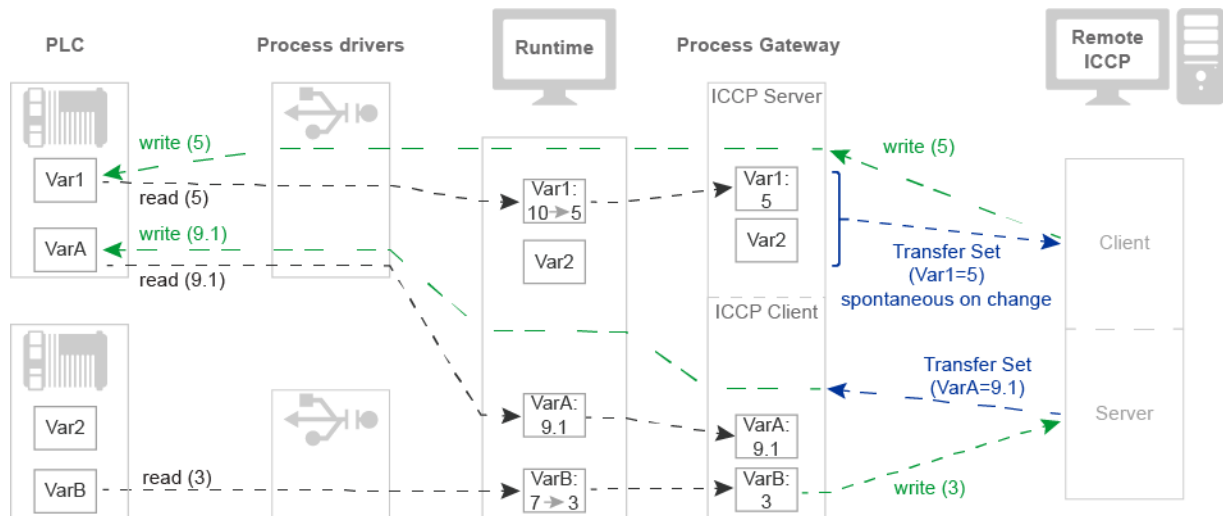 PLC
Process drivers
Runtime
Process Gateway
Remote
ICCP
ICCP Server
write (5)
write (5)
Var1
read (5)
Var1:
10 → 5
Var1:
5
VarA
write (9.1)
read (9.1)
Var2
Var2
Client
Transfer Set
(Var1=5)
spontaneous on change
ICCP Client
Transfer Set
(VarA=9.1)
Var2
VarA:
9.1
VarA:
9.1
Server
VarB
read (3)
VarB:
7 → 3
VarB:
3
write (3)